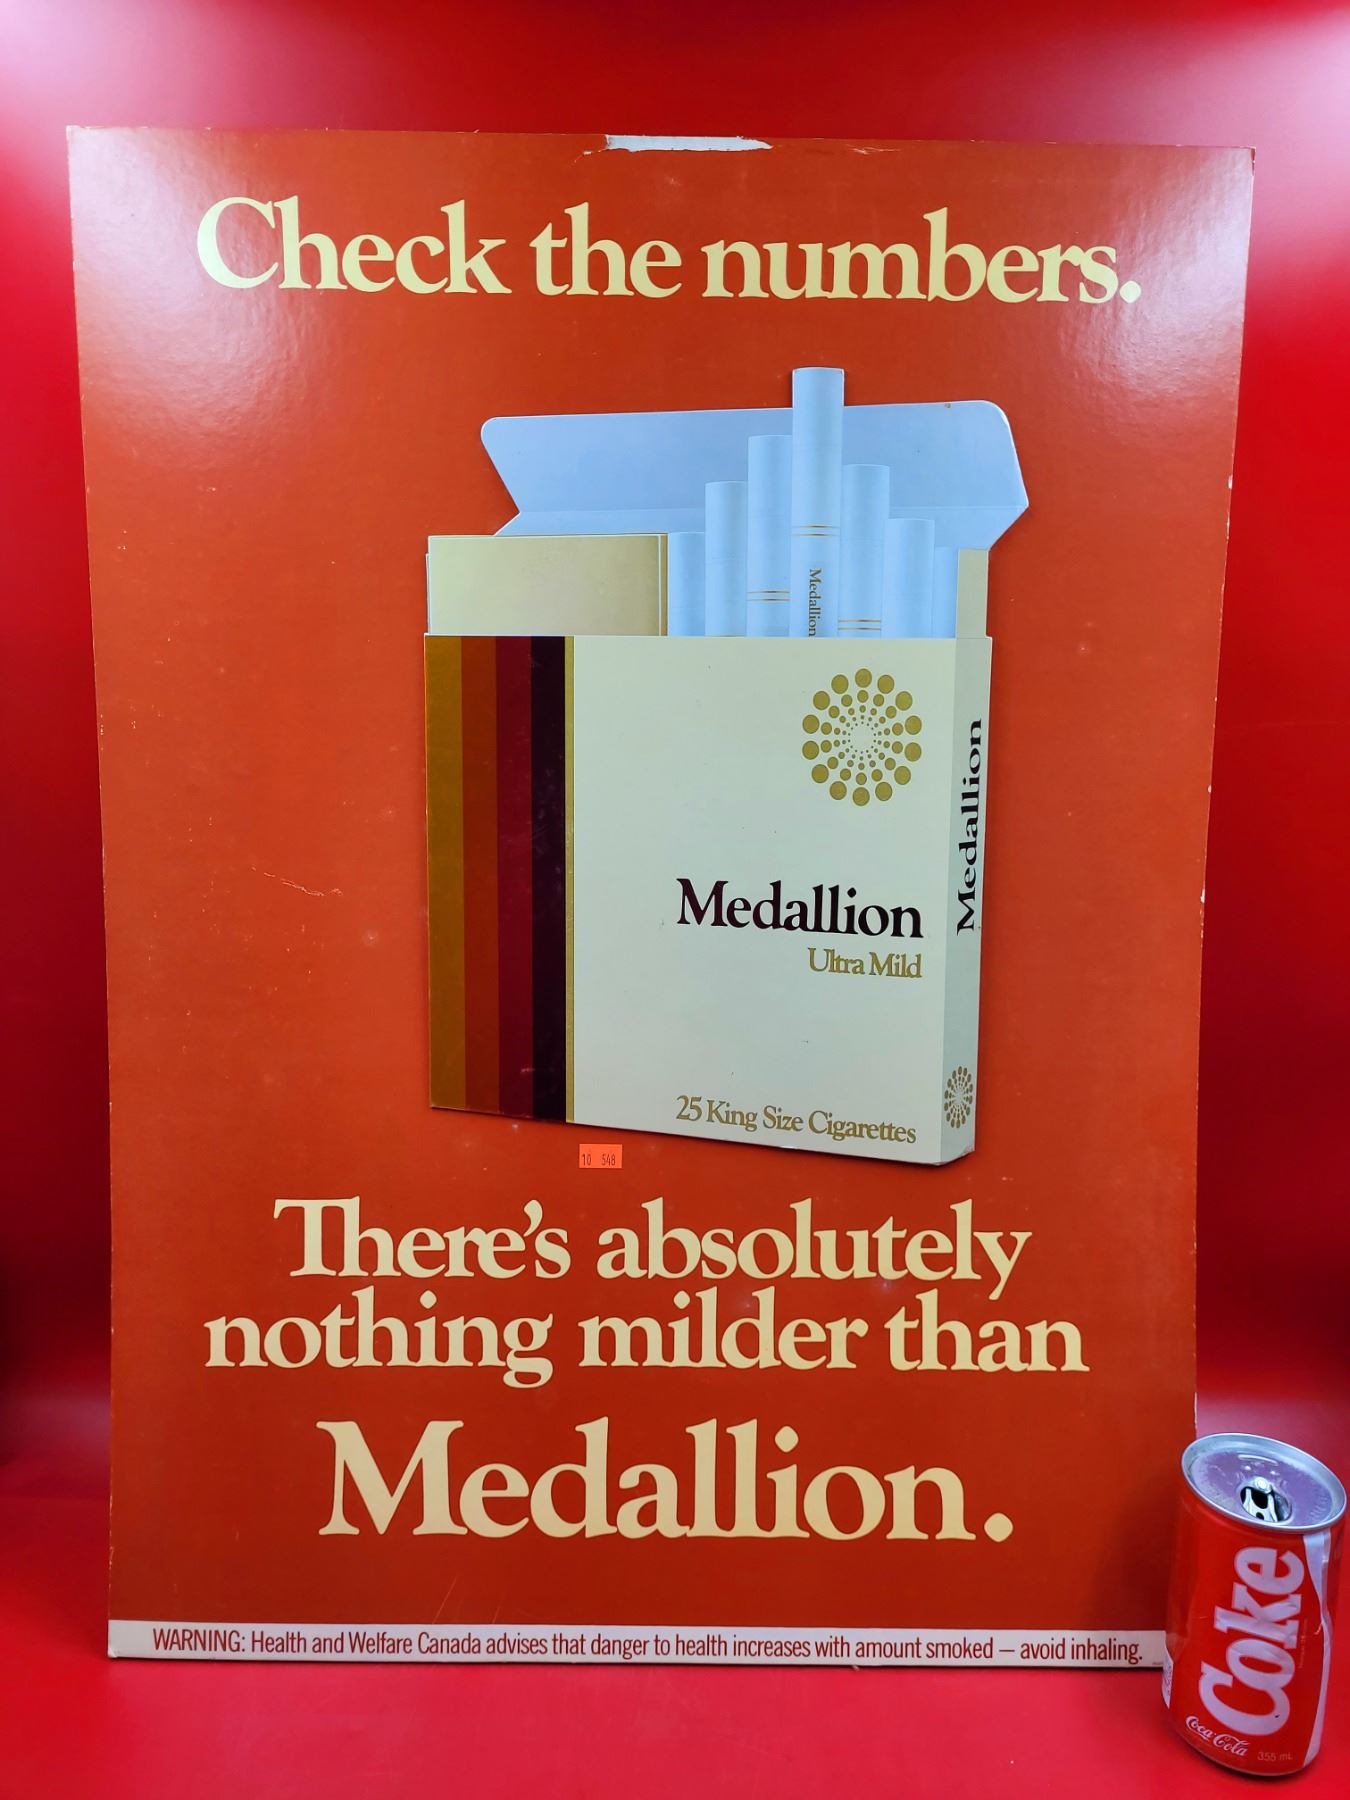 Check the numbers.
Medallion
Medallion
Medallion
Ultra Mild
25 King Size Cigarettes
10 548
There's absolutely
nothing milder than
Medallion.
WARNING: Health and Welfare Canada advises that danger to health increases with amount smoked — avoid inhaling.
Coke
Coca-Cola
355 mL